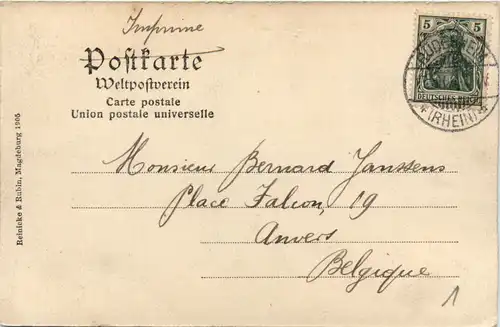 Imprimé
Postkarte
Weltpostverein
Carte postale
Union postale universelle
5 5
DEUTSCHES REICH
(RHEIN)
Monsieur Bernard Janssens
Place Falcon, 19
Anvers
Belgique
1
Reinicke & Rubin, Magdeburg 1905